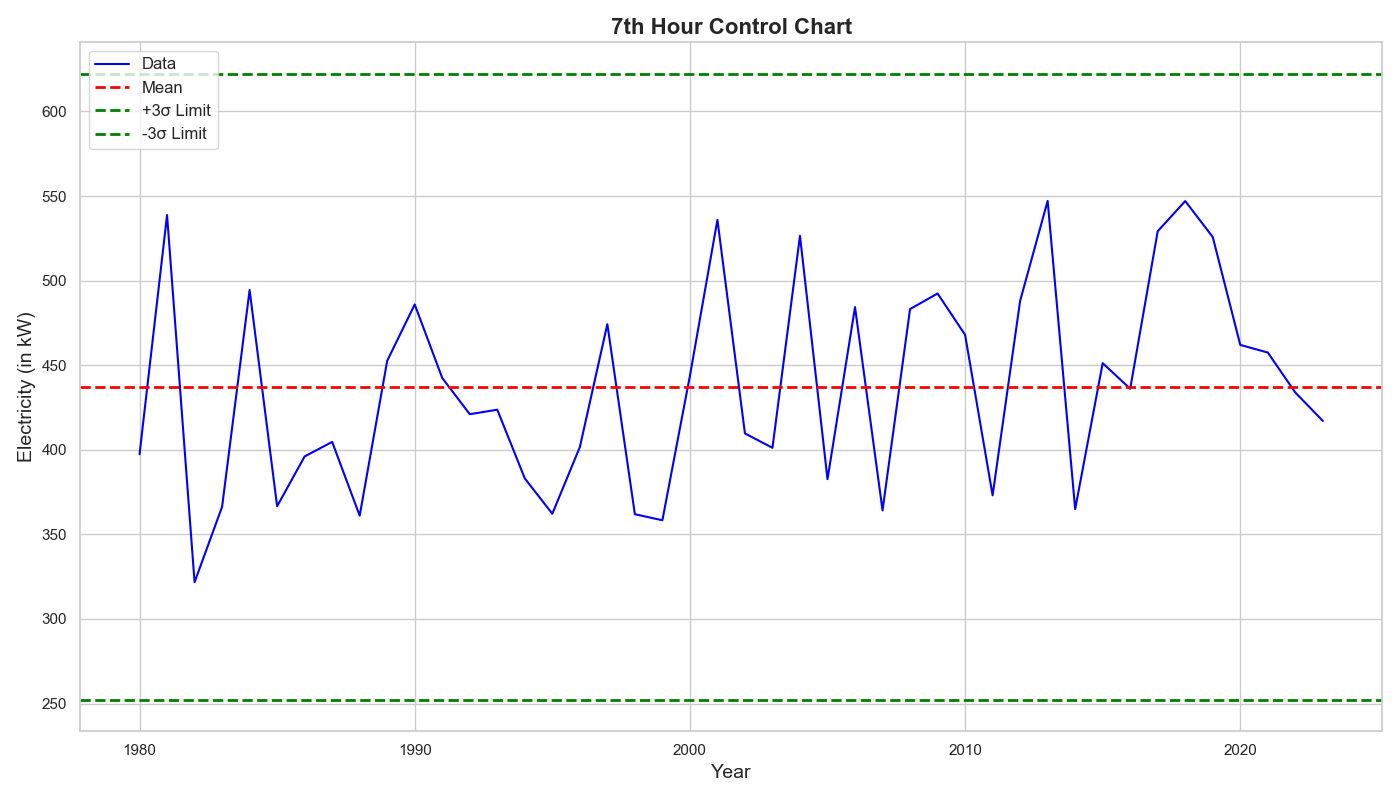 7th Hour Control Chart
Data
Mean
+3σ Limit
-3σ Limit
600
550
500
450
400
350
300
250
Electricity (in kW)
1980
1990
2000
2010
2020
Year